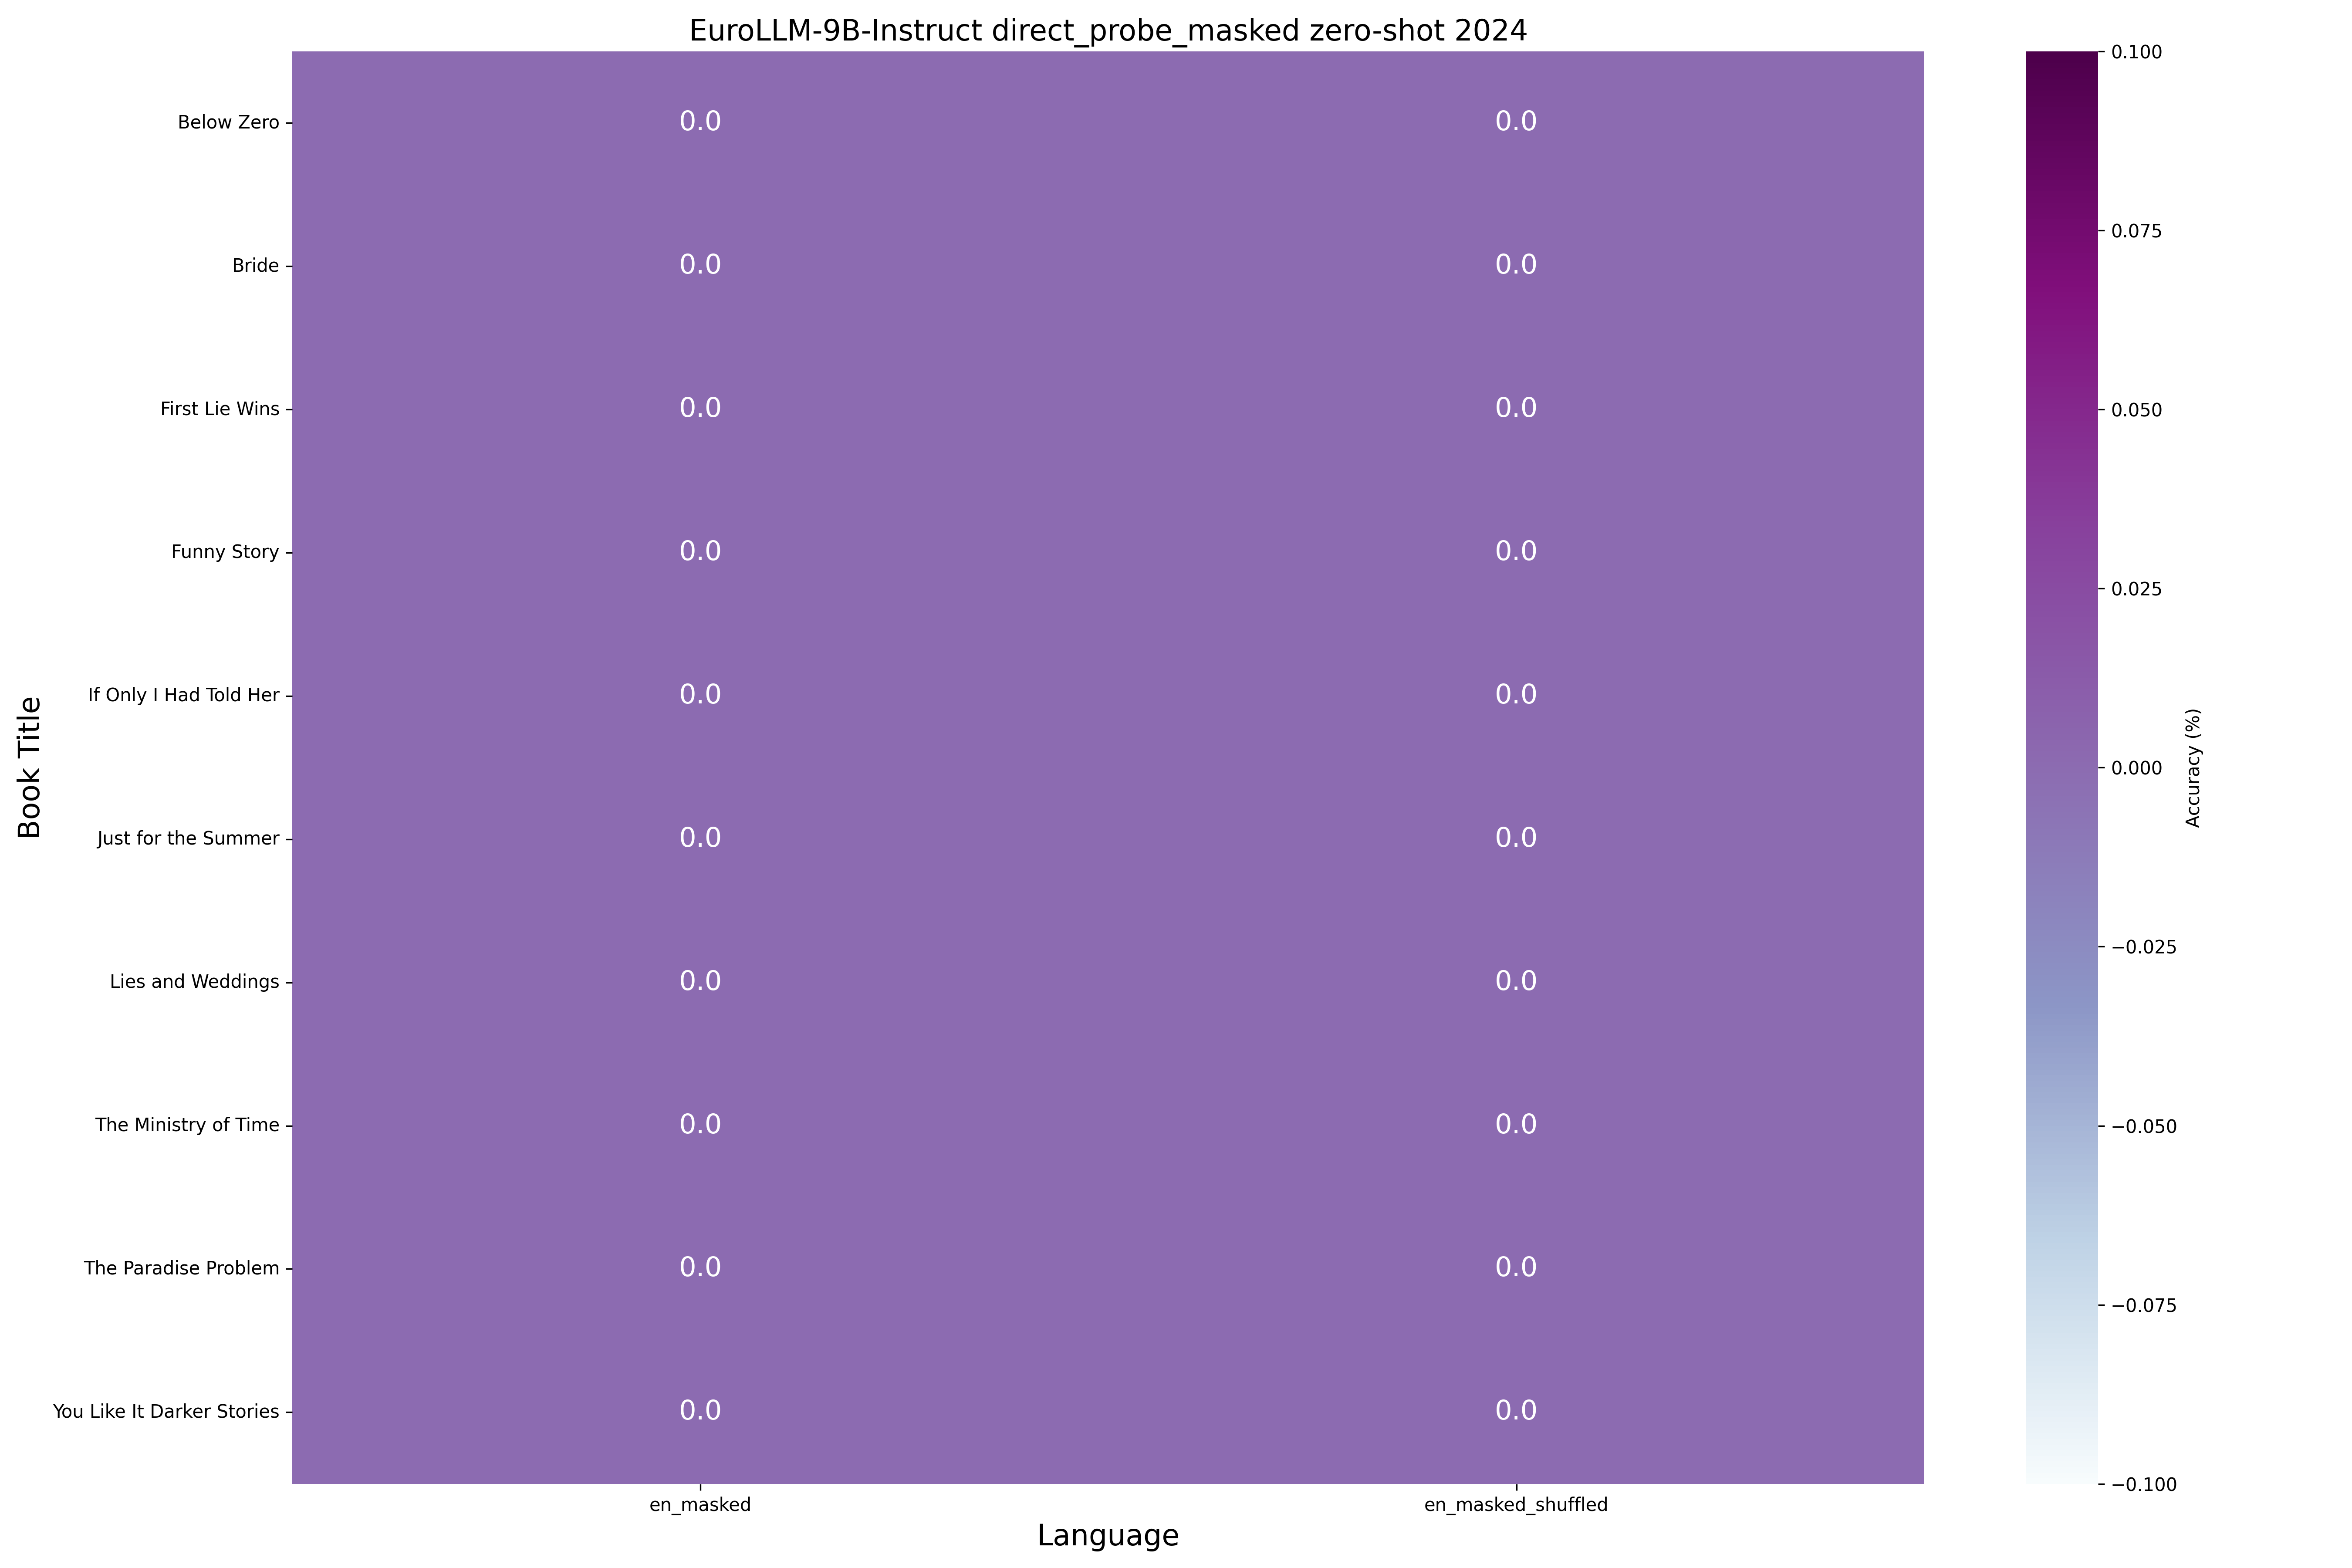 EuroLLM-9B-Instruct direct_probe_masked zero-shot 2024
Book Title
Below Zero 0.0 0.0
Bride 0.0 0.0
First Lie Wins 0.0 0.0
Funny Story 0.0 0.0
If Only I Had Told Her 0.0 0.0
Just for the Summer 0.0 0.0
Lies and Weddings 0.0 0.0
The Ministry of Time 0.0 0.0
The Paradise Problem 0.0 0.0
You Like It Darker Stories 0.0 0.0
en_masked en_masked_shuffled
Language
0.100
0.075
0.050
0.025
0.000
−0.025
−0.050
−0.075
−0.100
Accuracy (%)